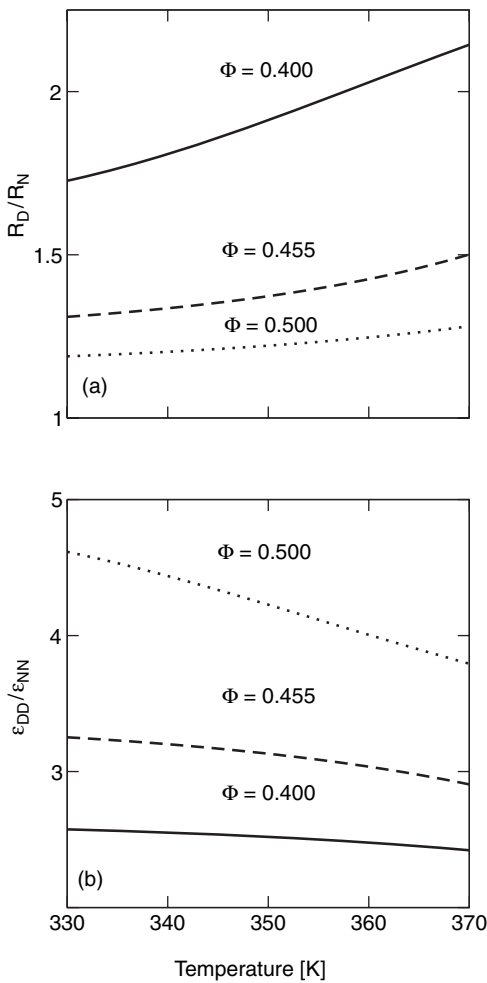 Φ = 0.400
2
R_D/R_N
Φ = 0.455
1.5
Φ = 0.500
(a)
1
5
Φ = 0.500
4
ε_DD/ε_NN
Φ = 0.455
3
Φ = 0.400
(b)
330 340 350 360 370
Temperature [K]